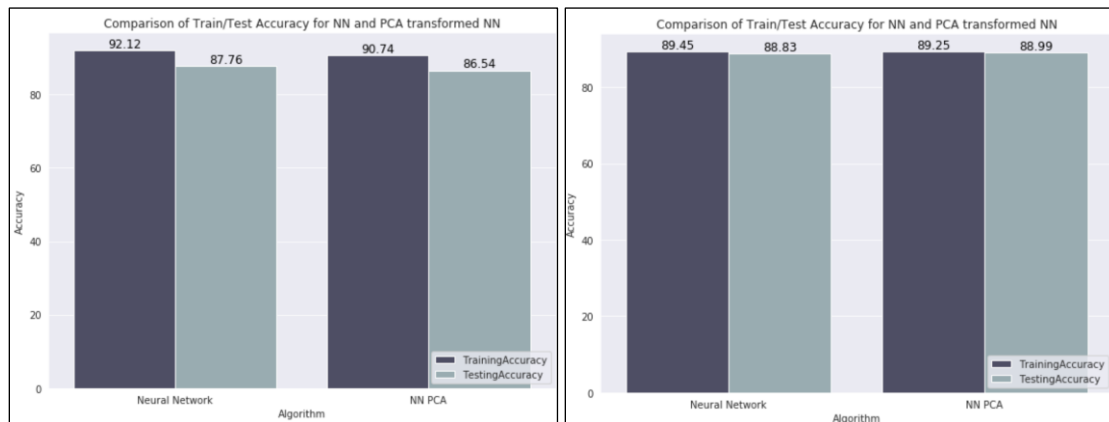 Comparison of Train/Test Accuracy for NN and PCA transformed NN
92.12
87.76
90.74
86.54
80
60
40
20
0
Accuracy
Neural Network
NN PCA
Algorithm
TrainingAccuracy
TestingAccuracy
Comparison of Train/Test Accuracy for NN and PCA transformed NN
89.45
88.83
89.25
88.99
80
60
40
20
0
Accuracy
Neural Network
NN PCA
Algorithm
TrainingAccuracy
TestingAccuracy